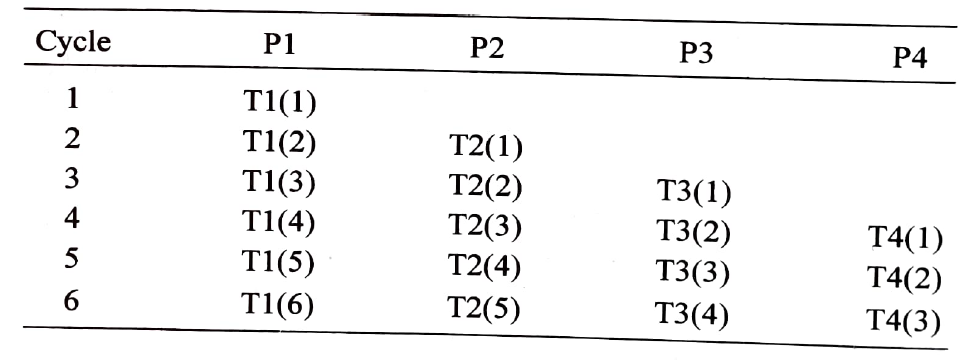 Cycle P1 P2 P3 P4
1 T1(1)
2 T1(2) T2(1)
3 T1(3) T2(2) T3(1)
4 T1(4) T2(3) T3(2) T4(1)
5 T1(5) T2(4) T3(3) T4(2)
6 T1(6) T2(5) T3(4) T4(3)